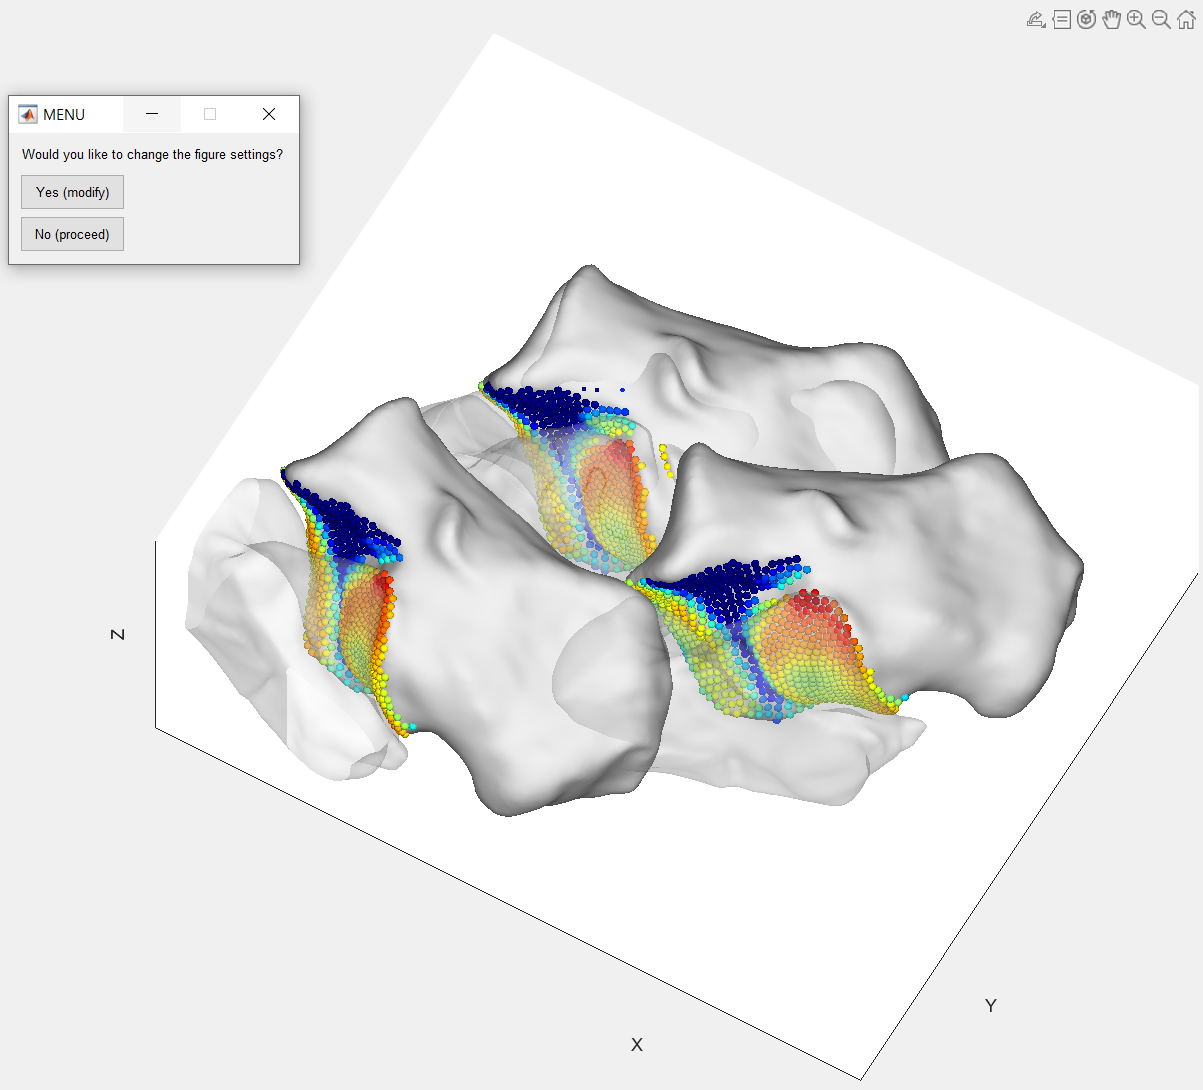 MENU
Would you like to change the figure settings?
Yes (modify)
No (proceed)
Z
Y
X